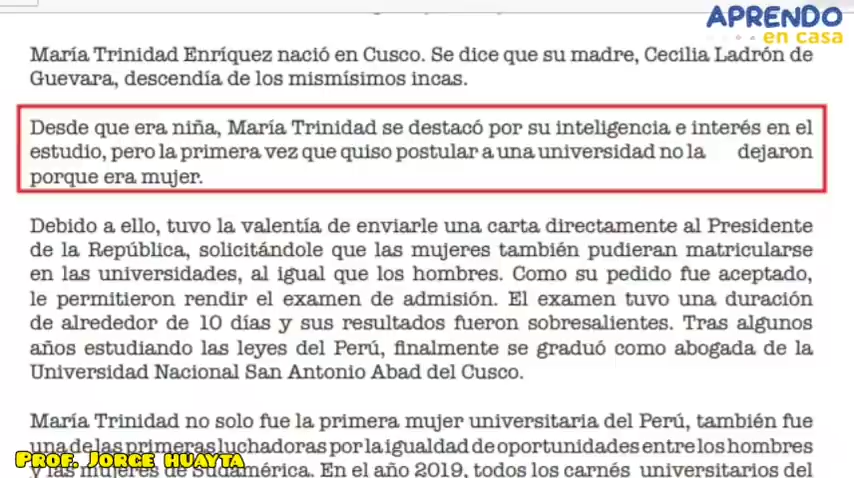 APRENDO
en casa
María Trinidad Enríquez nació en Cusco. Se dice que su madre, Cecilia Ladrón de
Guevara, descendía de los mismísimos incas.
Desde que era niña, María Trinidad se destacó por su inteligencia e interés en el
estudio, pero la primera vez que quiso postular a una universidad no la dejaron
porque era mujer.
Debido a ello, tuvo la valentía de enviarle una carta directamente al Presidente
de la República, solicitándole que las mujeres también pudieran matricularse
en las universidades, al igual que los hombres. Como su pedido fue aceptado,
le permitieron rendir el examen de admisión. El examen tuvo una duración
de alrededor de 10 días y sus resultados fueron sobresalientes. Tras algunos
años estudiando las leyes del Perú, finalmente se graduó como abogada de la
Universidad Nacional San Antonio Abad del Cusco.
María Trinidad no solo fue la primera mujer universitaria del Perú, también fue
una de las primeras luchadoras por la igualdad de oportunidades entre los hombres
y las mujeres de Sudamérica. En el año 2019, todos los carnés universitarios del
Prof. Jorge huayta